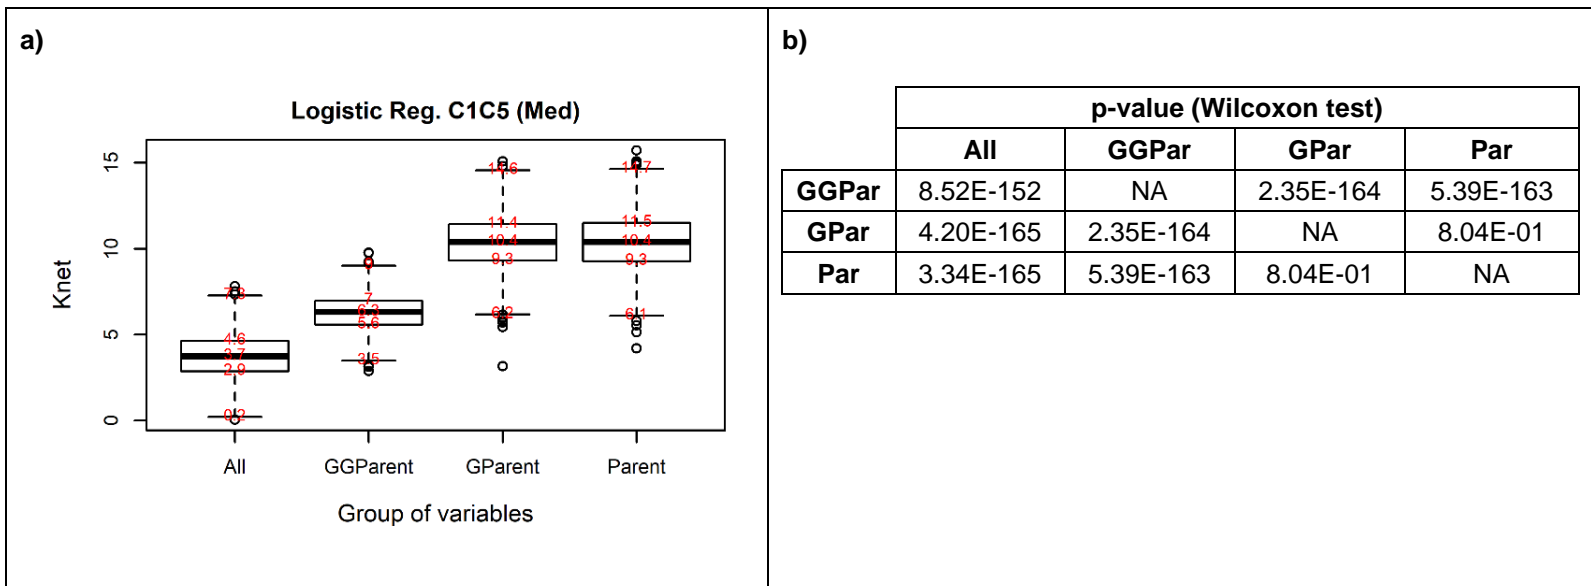 a)
Logistic Reg. C1C5 (Med)
Knet
15
10
5
0
7.3
4.6
3.7
2.9
0.2
9
7
6.3
5.6
3.5
14.6
11.4
10.4
9.3
6.2
14.7
11.5
10.4
9.3
6.1
All GGParent GParent Parent
Group of variables
b)
p-value (Wilcoxon test)
All GGPar GPar Par
GGPar 8.52E-152 NA 2.35E-164 5.39E-163
GPar 4.20E-165 2.35E-164 NA 8.04E-01
Par 3.34E-165 5.39E-163 8.04E-01 NA